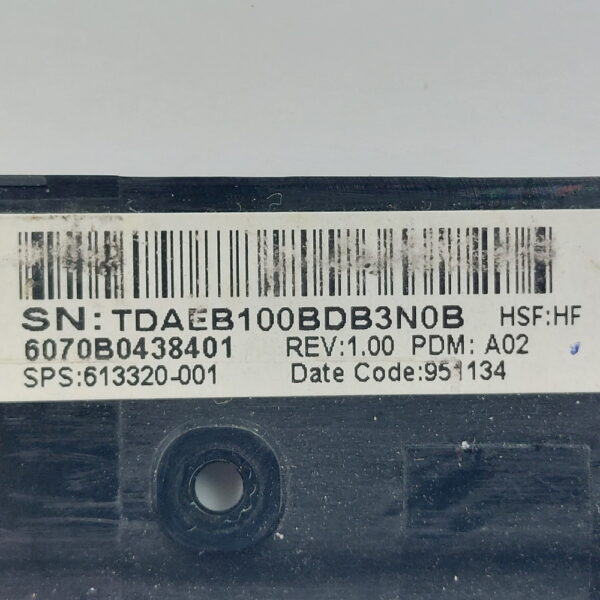 SN:TDAEB100BDB3N0B HSF:HF
6070B0438401 REV:1.00 PDM: A02
SPS:613320-001 Date Code:951134